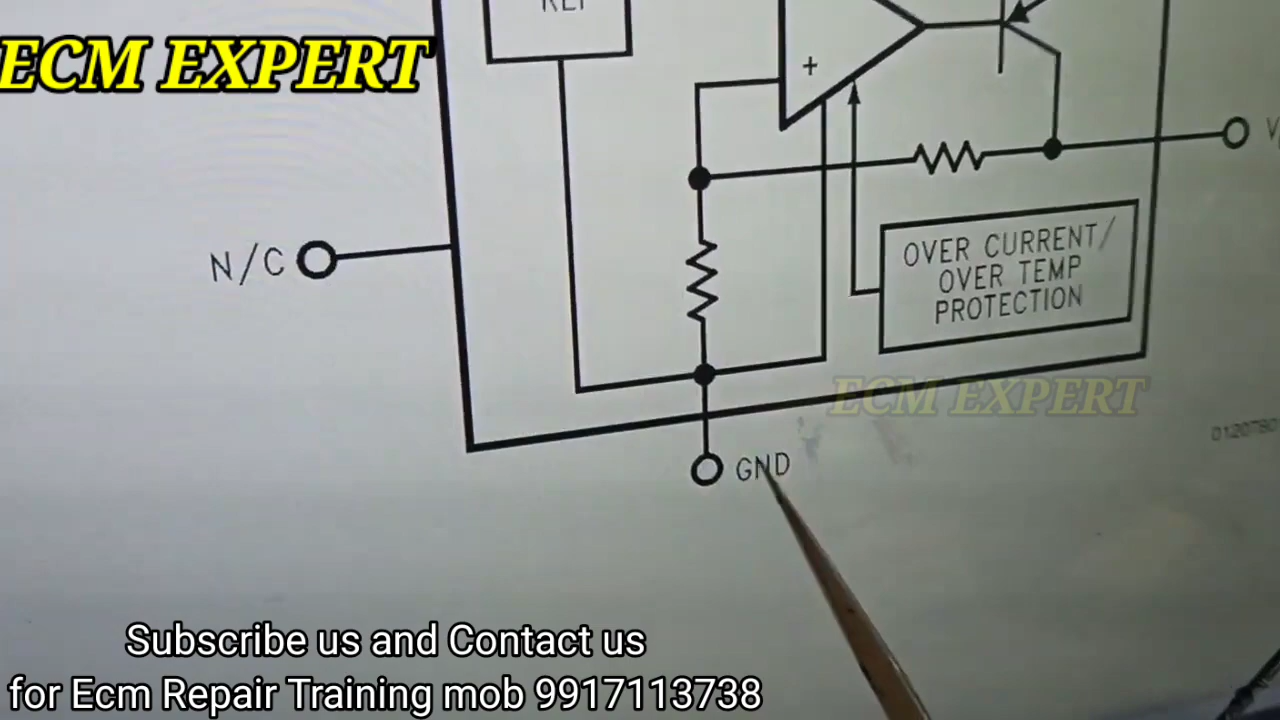 ECM EXPERT
+
N/C
OVER CURRENT/
OVER TEMP
PROTECTION
ECM EXPERT
GND
Subscribe us and Contact us
for Ecm Repair Training mob 9917113738